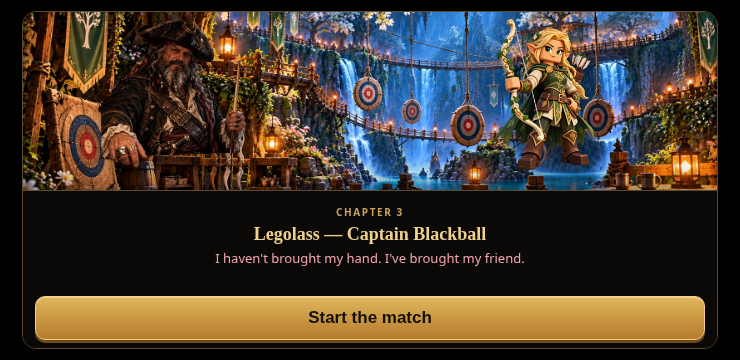 CHAPTER 3
Legolass — Captain Blackball
I haven't brought my hand. I've brought my friend.
Start the match